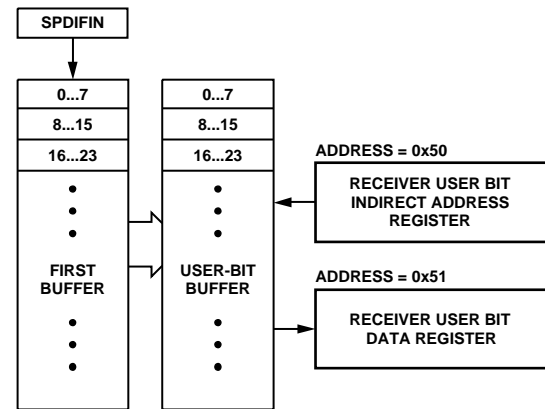 SPDIFIN
0...7
8...15
16...23
FIRST
BUFFER
0...7
8...15
16...23
USER-BIT
BUFFER
ADDRESS = 0x50
RECEIVER USER BIT
INDIRECT ADDRESS
REGISTER
ADDRESS = 0x51
RECEIVER USER BIT
DATA REGISTER